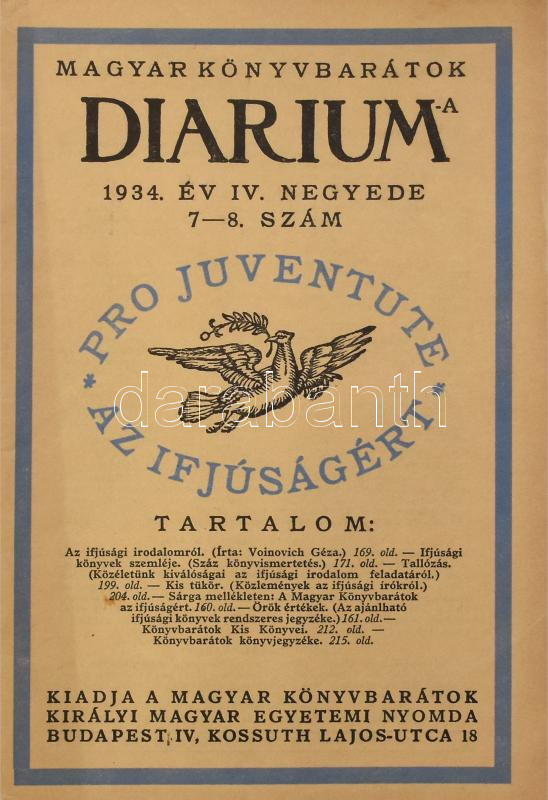 MAGYAR KÖNYVBARÁTOK
DIARIUM-A
1934. ÉV IV. NEGYEDE
7—8. SZÁM
* PRO JUVENTUTE *
AZ IFJÚSÁGÉRT
darabanth
TARTALOM:
Az ifjúsági irodalomról. (Írta: Voinovich Géza.) 169. old. — Ifjúsági
könyvek szemléje. (Száz könyvismertetés.) 171. old. — Tallózás.
(Közéletünk kiválóságai az ifjúsági irodalom feladatáról.)
199. old. — Kis tükör. (Közlemények az ifjúsági írókról.)
204. old. — Sárga mellékleten: A Magyar Könyvbarátok
az ifjúságért. 160. old. — Örök értékek. (Az ajánlható
ifjúsági könyvek rendszeres jegyzéke.) 161. old. —
Könyvbarátok Kis Könyvei. 212. old. —
Könyvbarátok könyvjegyzéke. 215. old.
KIADJA A MAGYAR KÖNYVBARÁTOK
KIRÁLYI MAGYAR EGYETEMI NYOMDA
BUDAPEST IV, KOSSUTH LAJOS-UTCA 18